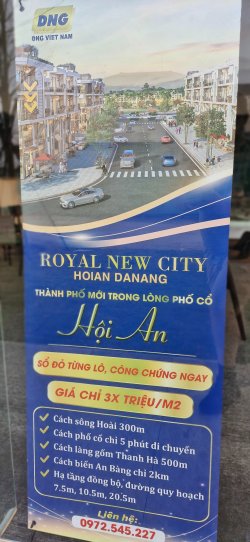 DNG
DNG VIET NAM
ROYAL NEW CITY
HOIAN DANANG
THÀNH PHỐ MỚI TRONG LÒNG PHỐ CỔ
Hội An
SỔ ĐỎ TỪNG LÔ, CÔNG CHỨNG NGAY
GIÁ CHỈ 3X TRIỆU/M2
Cách sông Hoài 300m
Cách phố cổ chỉ 5 phút di chuyển
Cách làng gốm Thanh Hà 500m
Cách biển An Bàng chỉ 2km
Hạ tầng đồng bộ, đường quy hoạch
7.5m, 10.5m, 20.5m
Liên hệ:
0972.545.227